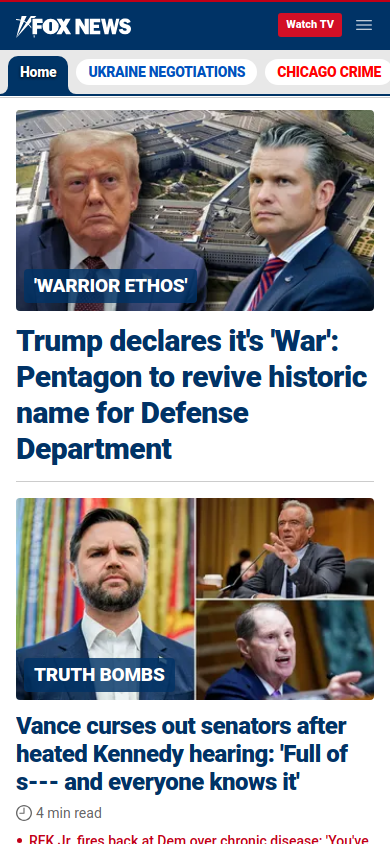 FOX NEWS
Watch TV
Home
UKRAINE NEGOTIATIONS
CHICAGO CRIME
'WARRIOR ETHOS'
Trump declares it's 'War':
Pentagon to revive historic
name for Defense
Department
TRUTH BOMBS
Vance curses out senators after
heated Kennedy hearing: 'Full of
s--- and everyone knows it'
4 min read
• RFK Jr. fires back at Dem over chronic disease: 'You've